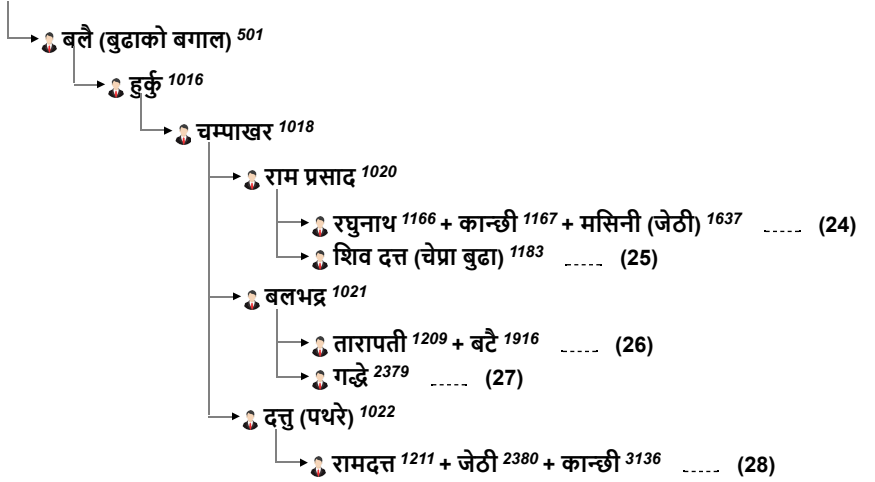 बलै (बुढाको बगाल) 501
हुर्कु 1016
चम्पाखर 1018
राम प्रसाद 1020
रघुनाथ 1166 + कान्छी 1167 + मसिनी (जेठी) 1637 ...... (24)
शिव दत्त (चेप्रा बुढा) 1183 ...... (25)
बलभद्र 1021
तारापती 1209 + बटै 1916 ...... (26)
गद्धे 2379 ...... (27)
दत्तु (पथरे) 1022
रामदत्त 1211 + जेठी 2380 + कान्छी 3136 ...... (28)